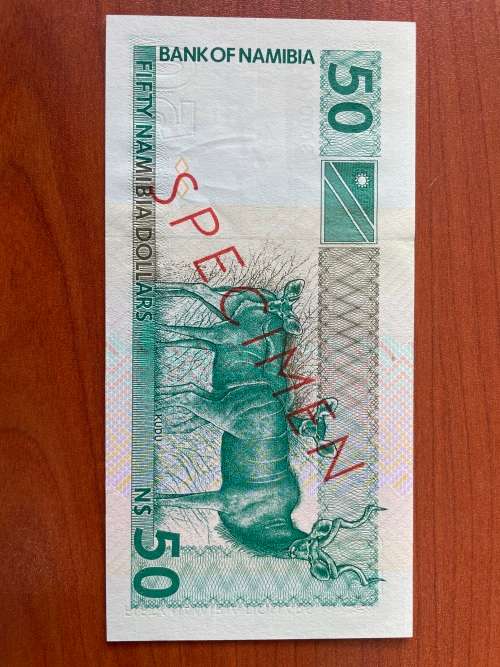 BANK OF NAMIBIA
50
FIFTY NAMIBIA DOLLARS
SPECIMEN
KUDU
N$ 50